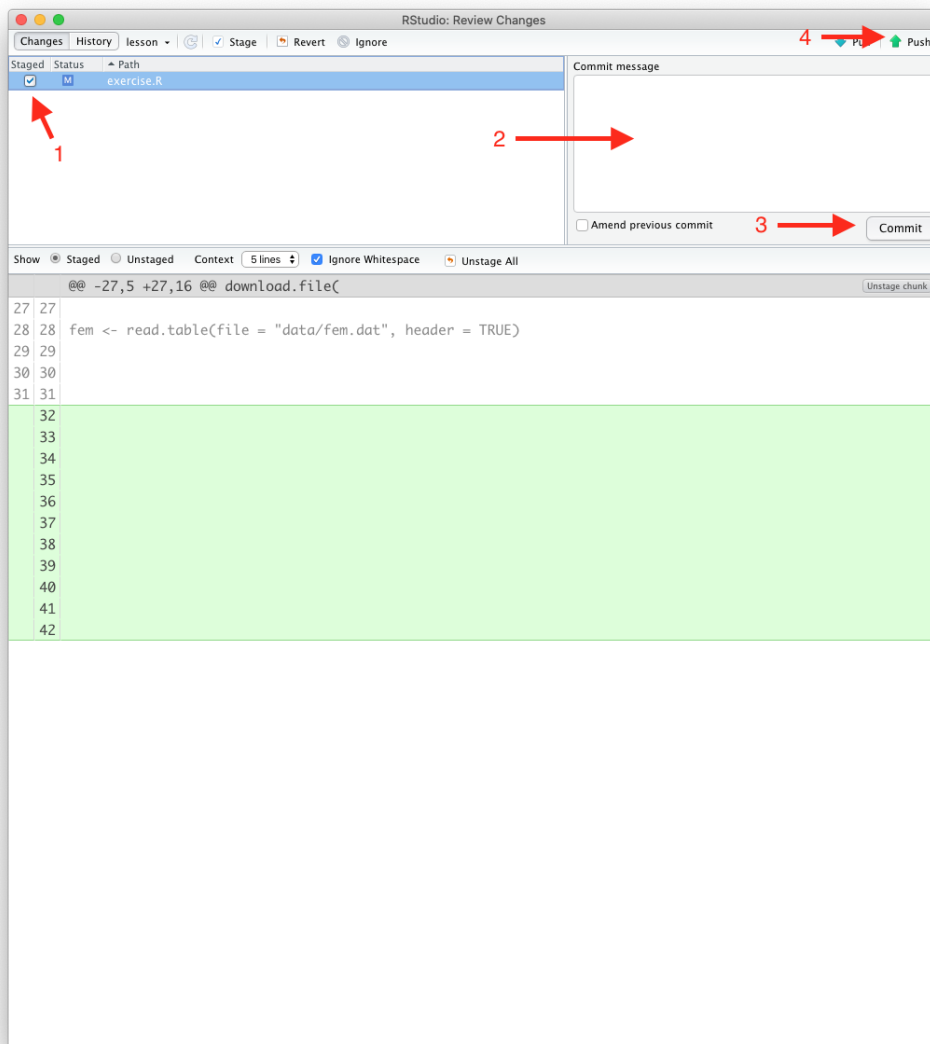 RStudio: Review Changes
Changes History lesson Stage Revert Ignore 4 Push
Staged Status Path
M exercise.R
1
Commit message
2
Amend previous commit 3 Commit
Show Staged Unstaged Context 5 lines Ignore Whitespace Unstage All
@@ -27,5 +27,16 @@ download.file( Unstage chunk
27 27
28 28 fem <- read.table(file = "data/fem.dat", header = TRUE)
29 29
30 30
31 31
32
33
34
35
36
37
38
39
40
41
42